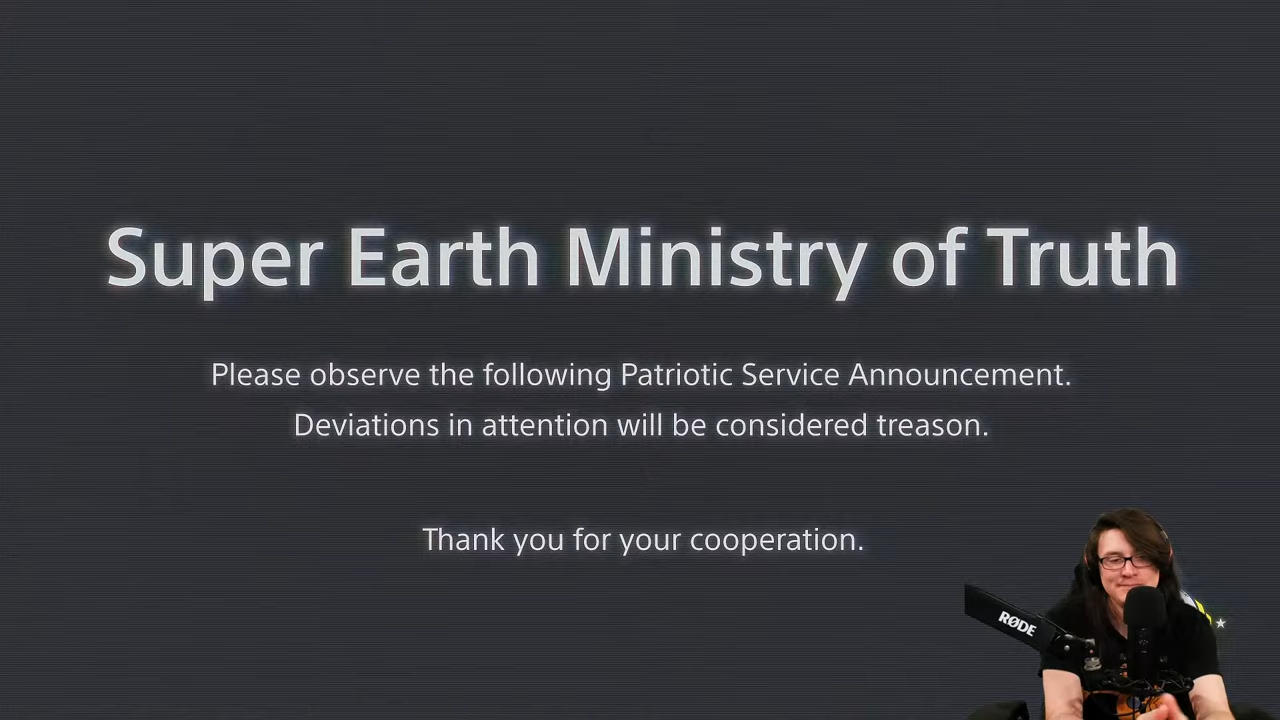 Super Earth Ministry of Truth
Please observe the following Patriotic Service Announcement.
Deviations in attention will be considered treason.
Thank you for your cooperation.
RØDE